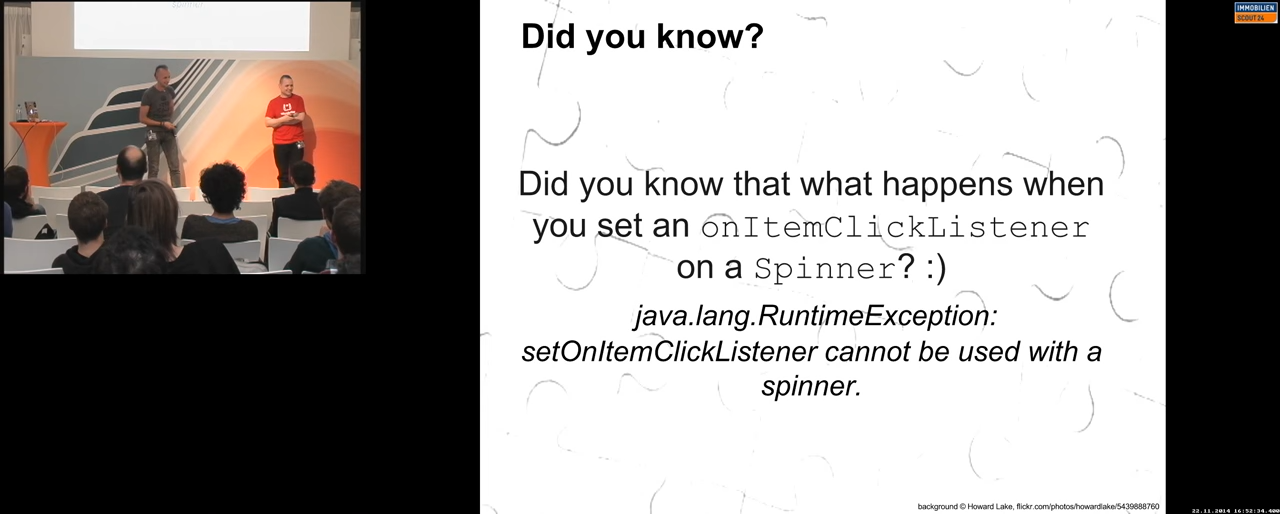 spinner
Did you know?
IMMOBILIEN
SCOUT24
Did you know that what happens when
you set an onItemClickListener
on a Spinner? :)
java.lang.RuntimeException:
setOnItemClickListener cannot be used with a
spinner.
background © Howard Lake, flickr.com/photos/howardlake/5439888760
22.11.2014 16:52:34.400